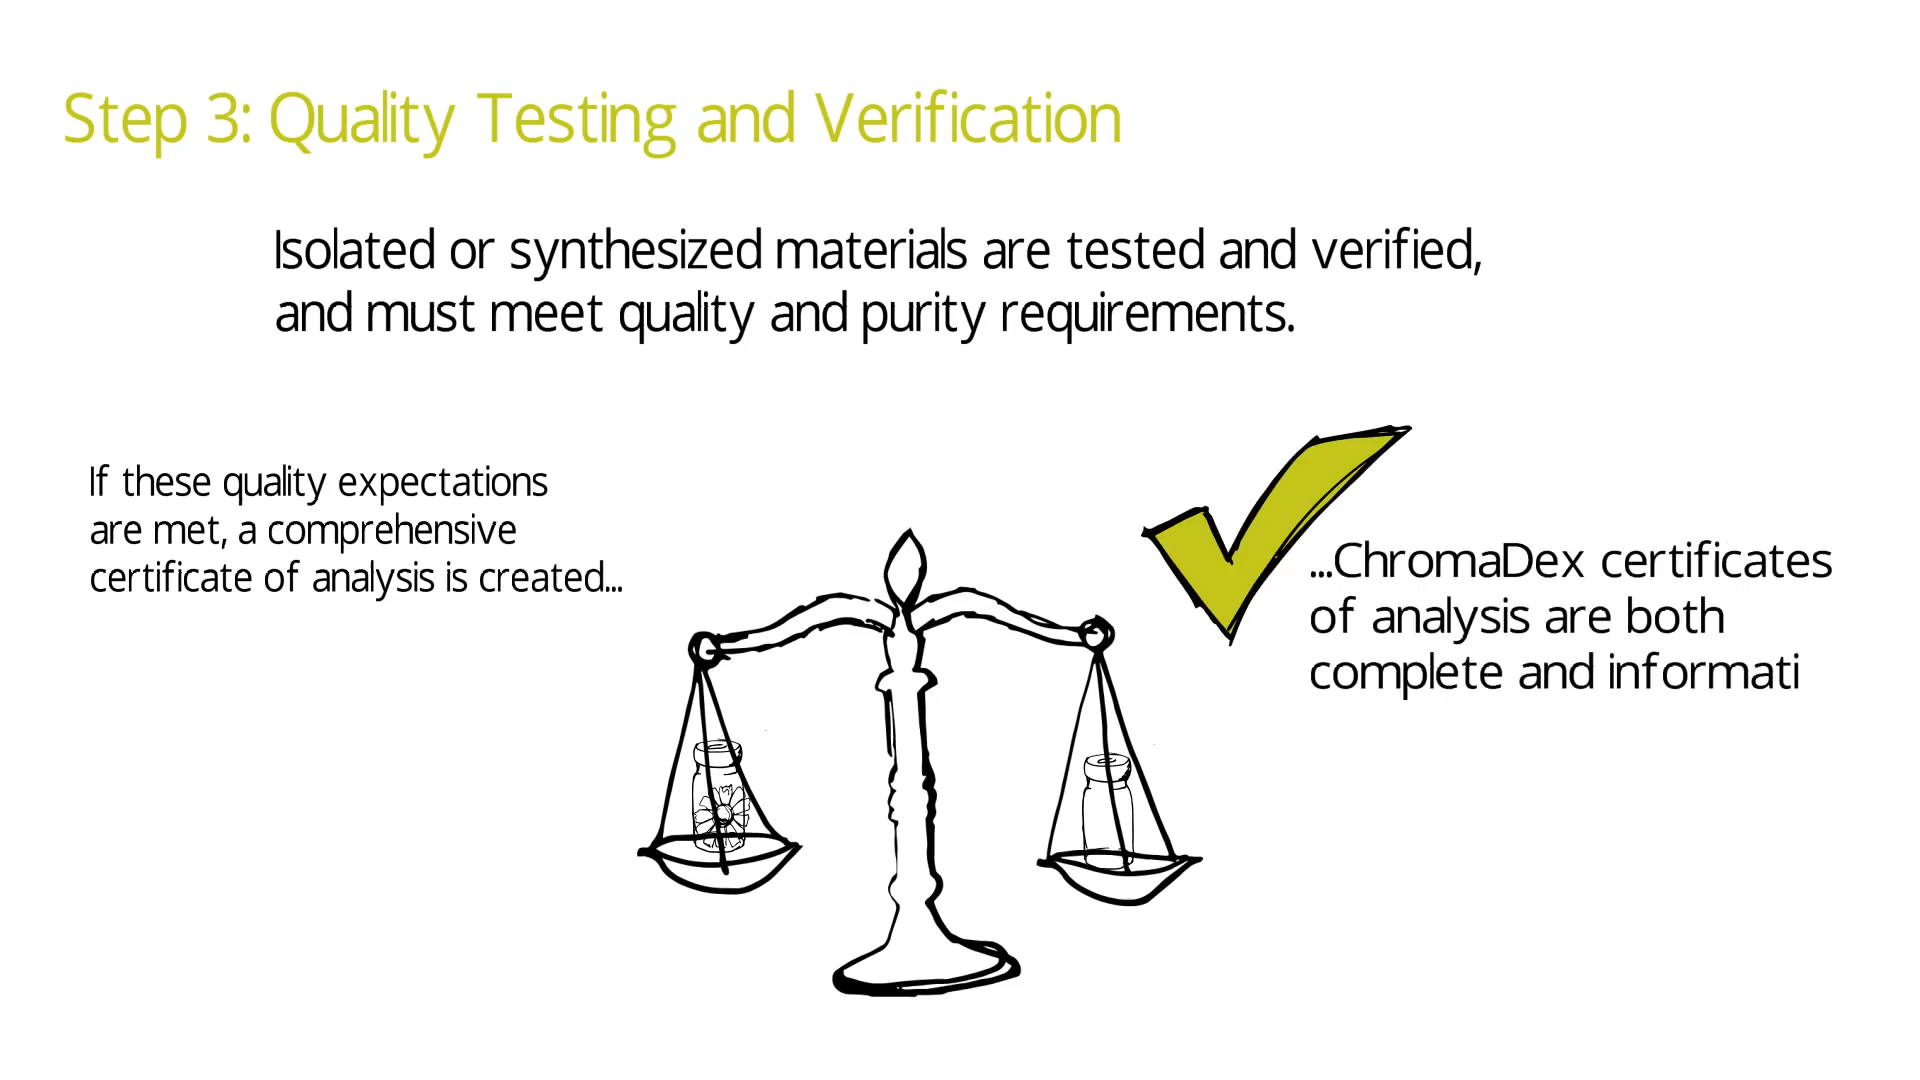 Step 3: Quality Testing and Verification
Isolated or synthesized materials are tested and verified,
and must meet quality and purity requirements.
If these quality expectations
are met, a comprehensive
certificate of analysis is created...
...ChromaDex certificates
of analysis are both
complete and informati